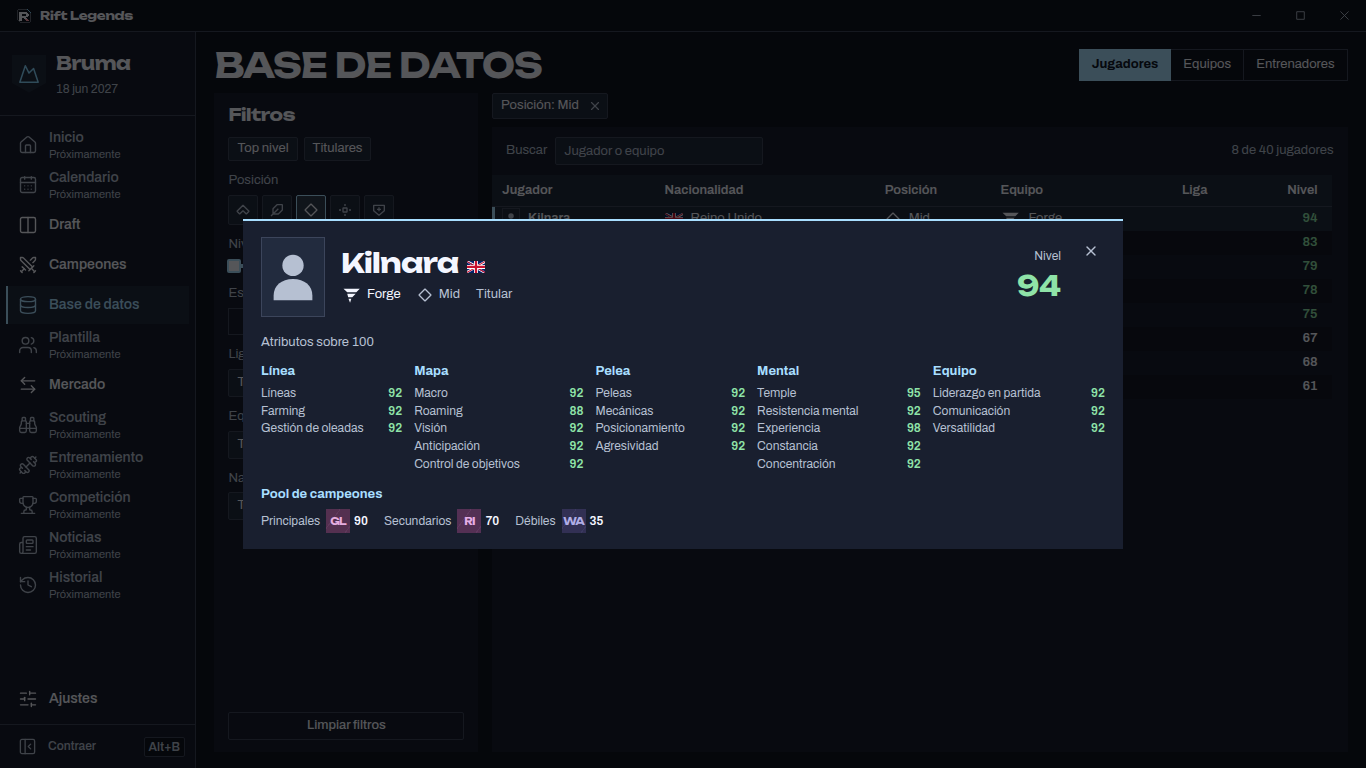 Rift Legends
Bruma
18 jun 2027
Inicio
Próximamente
Calendario
Próximamente
Draft
Campeones
Base de datos
Plantilla
Próximamente
Mercado
Scouting
Próximamente
Entrenamiento
Próximamente
Competición
Próximamente
Noticias
Próximamente
Historial
Próximamente
Ajustes
Contraer Alt+B
BASE DE DATOS
Jugadores Equipos Entrenadores
Filtros
Top nivel Titulares
Posición
Limpiar filtros
Posición: Mid
Buscar Jugador o equipo 8 de 40 jugadores
Jugador Nacionalidad Posición Equipo Liga Nivel
Kilnara Reino Unido Mid Forge 94
83
79
78
75
67
68
61
Kilnara
Forge Mid Titular
Nivel
94
Atributos sobre 100
Línea
Líneas 92
Farming 92
Gestión de oleadas 92
Mapa
Macro 92
Roaming 88
Visión 92
Anticipación 92
Control de objetivos 92
Pelea
Peleas 92
Mecánicas 92
Posicionamiento 92
Agresividad 92
Mental
Temple 95
Resistencia mental 92
Experiencia 98
Constancia 92
Concentración 92
Equipo
Liderazgo en partida 92
Comunicación 92
Versatilidad 92
Pool de campeones
Principales GL 90 Secundarios RI 70 Débiles WA 35